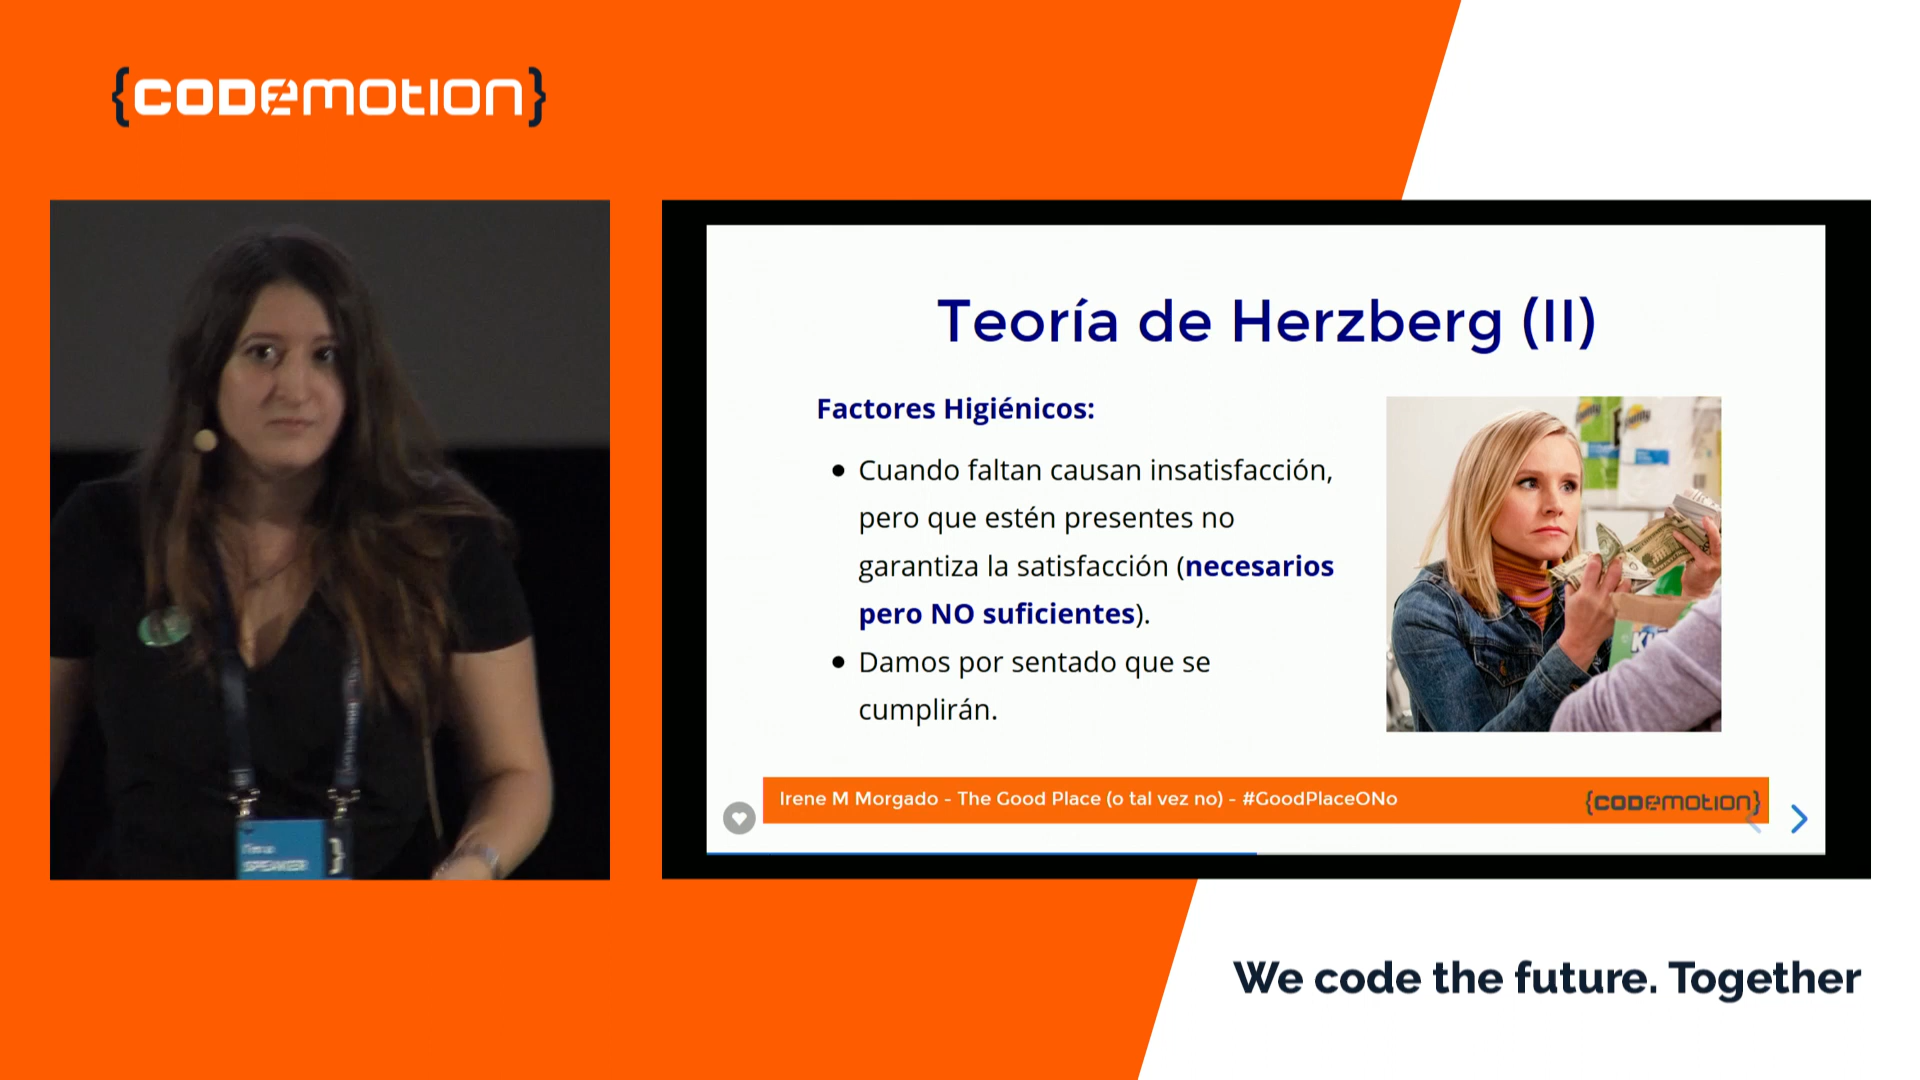 {codemotion}
Teoría de Herzberg (II)
Factores Higiénicos:
Cuando faltan causan insatisfacción,
pero que estén presentes no
garantiza la satisfacción (necesarios
pero NO suficientes).
Damos por sentado que se
cumplirán.
Irene M Morgado - The Good Place (o tal vez no) - #GoodPlaceONo
{codemotion}
I'm a
SPEAKER
We code the future. Together